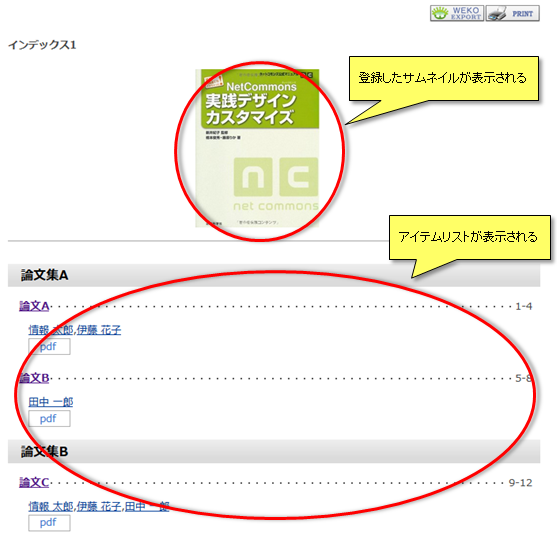 WEKO
EXPORT
PRINT
インデックス1
登録したサムネイルが表示される
NetCommons
実践デザイン
カスタマイズ
nc
net commons
アイテムリストが表示される
論文集A
論文A 1-4
情報 太郎,伊藤 花子
pdf
論文B 5-8
田中 一郎
pdf
論文集B
論文C 9-12
情報 太郎,伊藤 花子,田中 一郎
pdf